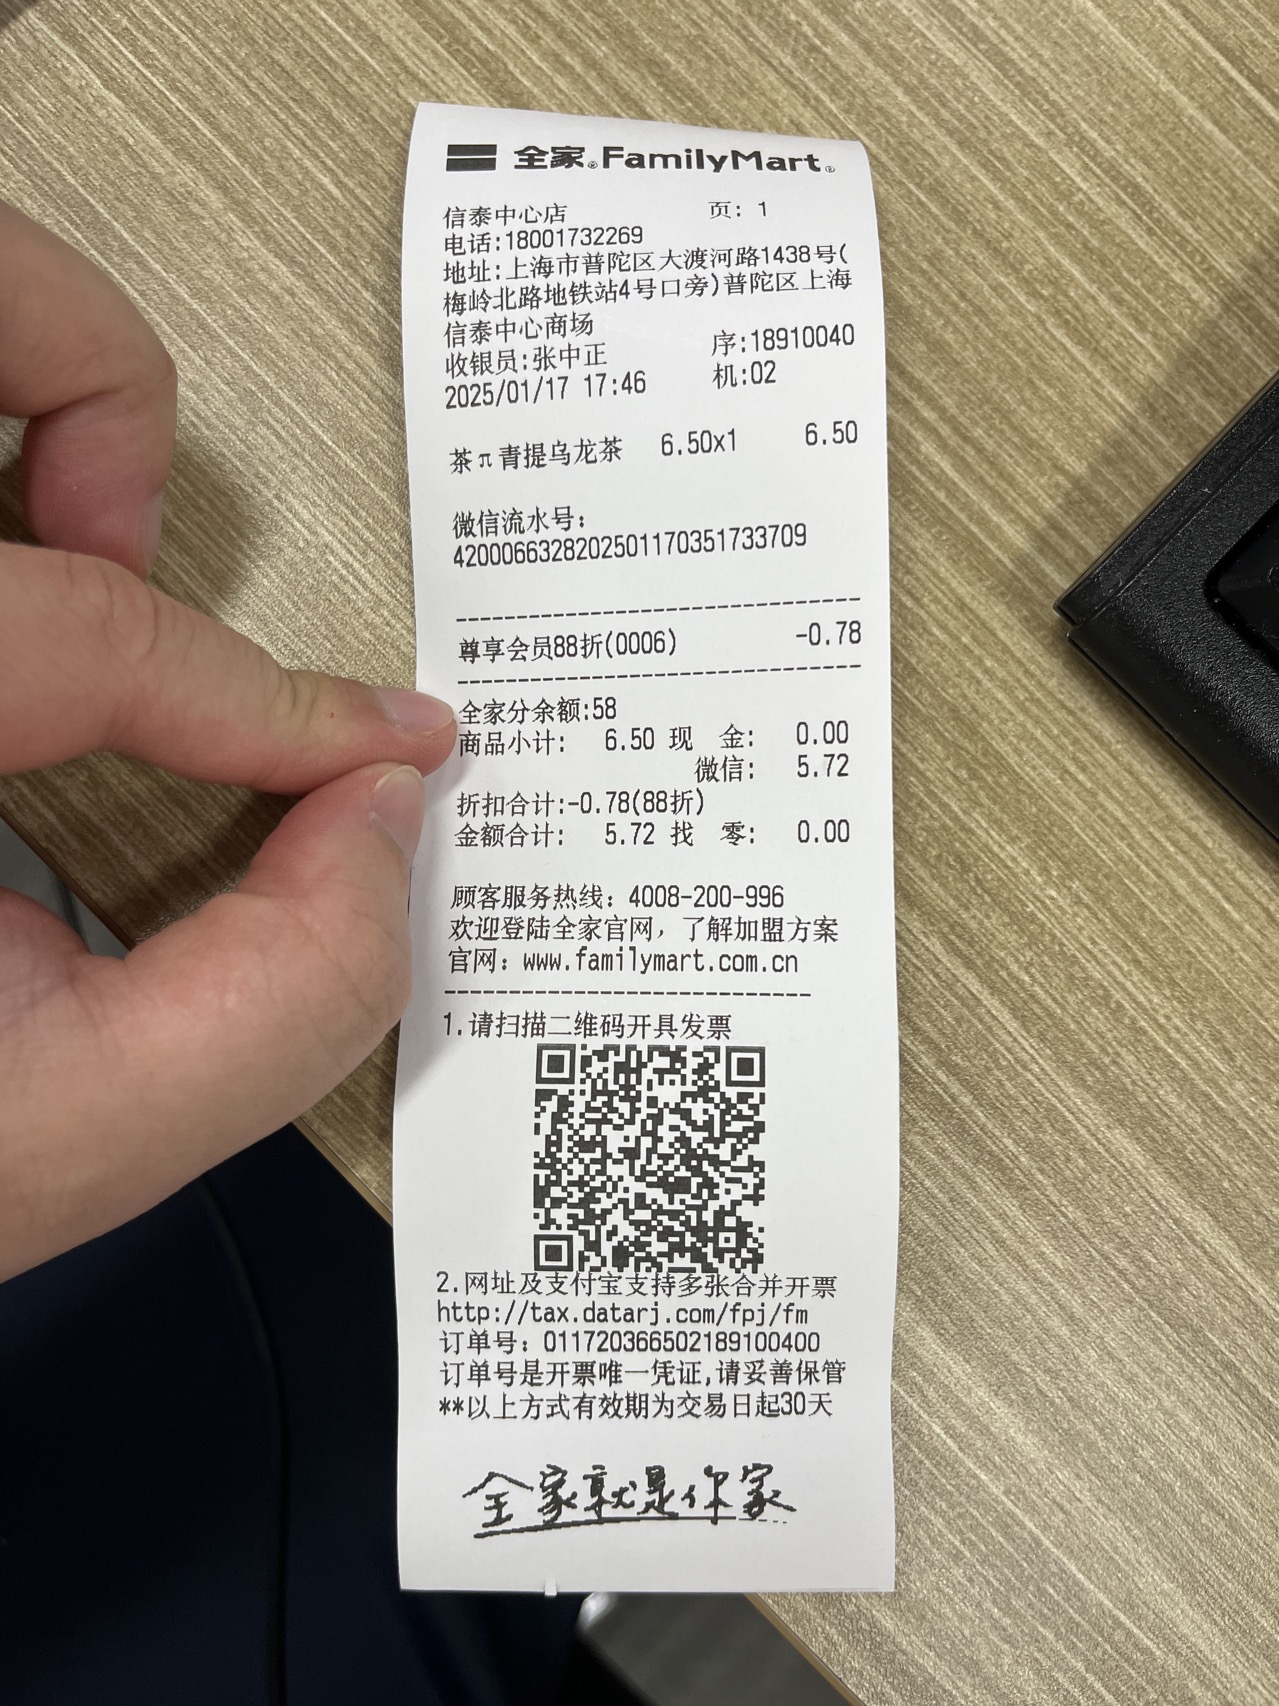 全家®FamilyMart®
信泰中心店 页: 1
电话:18001732269
地址:上海市普陀区大渡河路1438号(
梅岭北路地铁站4号口旁)普陀区上海
信泰中心商场
收银员:张中正 序:18910040
2025/01/17 17:46 机:02
茶π青提乌龙茶 6.50x1 6.50
微信流水号:
4200066328202501170351733709
尊享会员88折(0006) -0.78
全家分余额:58
商品小计: 6.50 现 金: 0.00
微信: 5.72
折扣合计:-0.78(88折)
金额合计: 5.72 找 零: 0.00
顾客服务热线: 4008-200-996
欢迎登陆全家官网,了解加盟方案
官网: www.familymart.com.cn
1.请扫描二维码开具发票
2.网址及支付宝支持多张合并开票
http://tax.datarj.com/fpj/fm
订单号: 011720366502189100400
订单号是开票唯一凭证,请妥善保管
**以上方式有效期为交易日起30天
全家就是你家